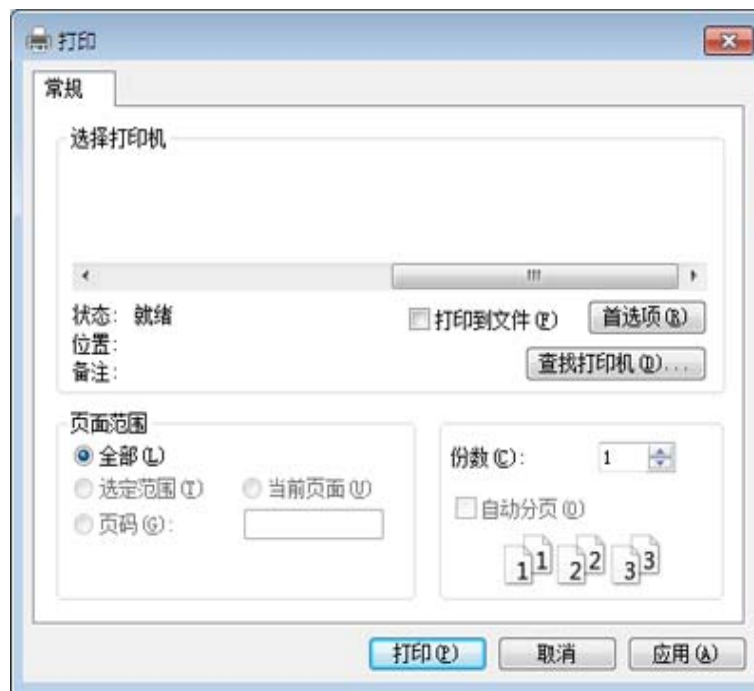 打印
常规
选择打印机
状态: 就绪
打印到文件(F)
首选项(R)
位置:
查找打印机(D)...
备注:
页面范围
全部(L)
选定范围(T)
当前页面(U)
页码(G):
份数(C): 1
自动分页(O)
11 22 33
打印(P)
取消
应用(A)